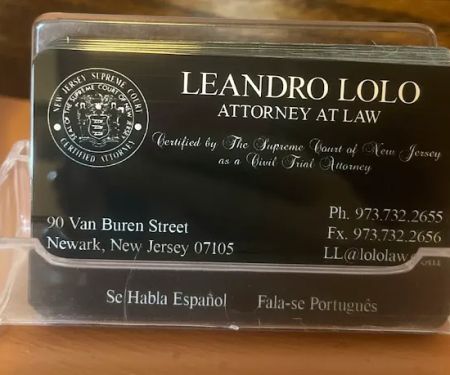 LEANDRO LOLO
ATTORNEY AT LAW
Certified by The Supreme Court of New Jersey
as a Civil Trial Attorney
NEW JERSEY SUPREME COURT
CERTIFIED ATTORNEY
90 Van Buren Street
Newark, New Jersey 07105
Ph. 973.732.2655
Fx. 973.732.2656
Se Habla Español
Fala-se Português